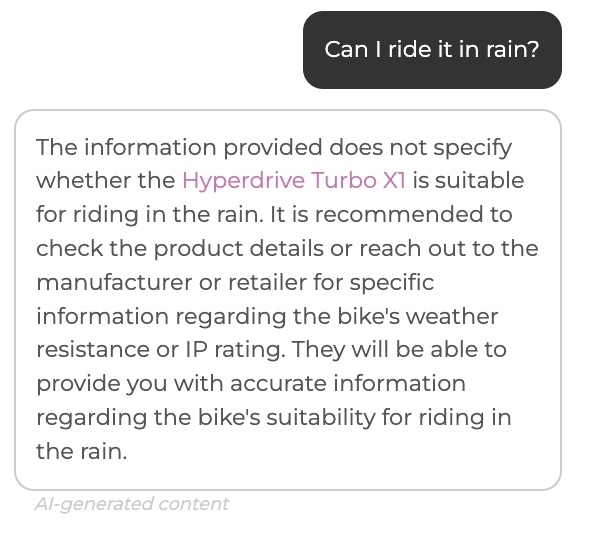 Can I ride it in rain?
The information provided does not specify
whether the Hyperdrive Turbo X1 is suitable
for riding in the rain. It is recommended to
check the product details or reach out to the
manufacturer or retailer for specific
information regarding the bike's weather
resistance or IP rating. They will be able to
provide you with accurate information
regarding the bike's suitability for riding in
the rain.
AI-generated content